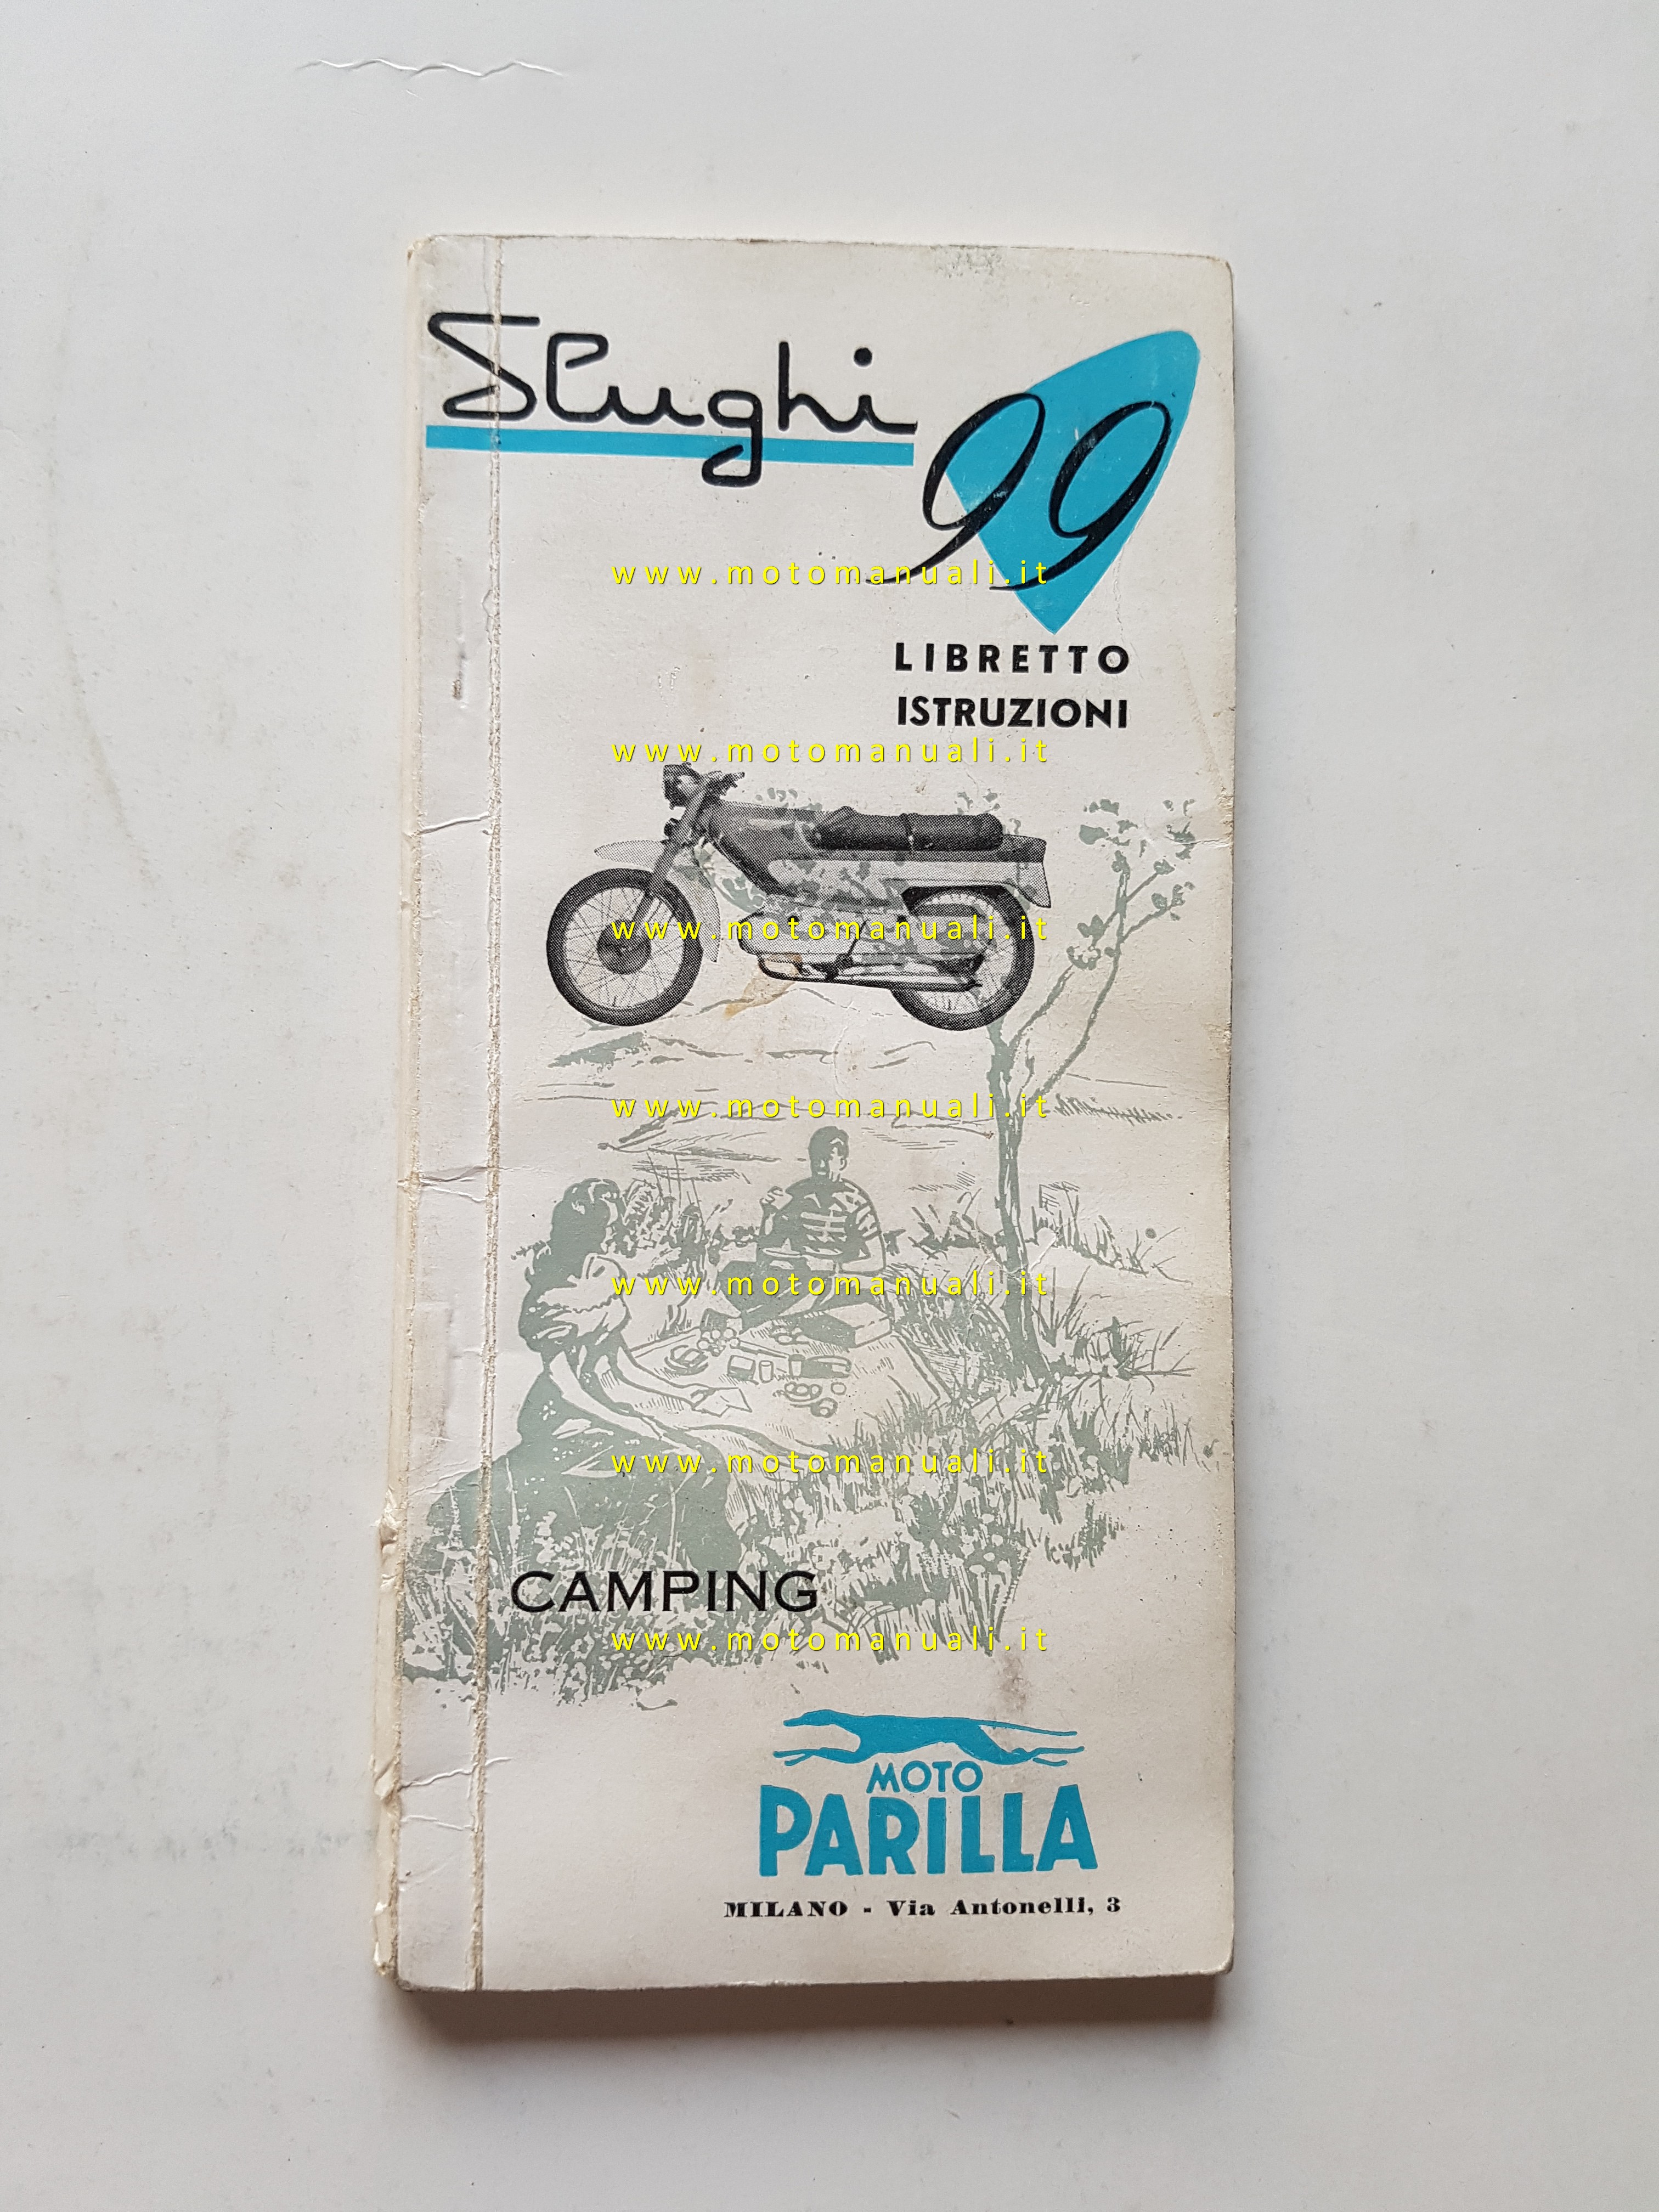 Slughi 99
www.motomanuali.it
LIBRETTO
ISTRUZIONI
www.motomanuali.it
www.motomanuali.it
www.motomanuali.it
www.motomanuali.it
www.motomanuali.it
CAMPING
www.motomanuali.it
MOTO
PARILLA
MILANO - Via Antonelli, 3